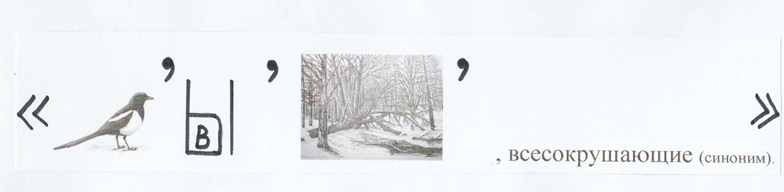 « , Ы В , , , всесокрушающие (синоним). »